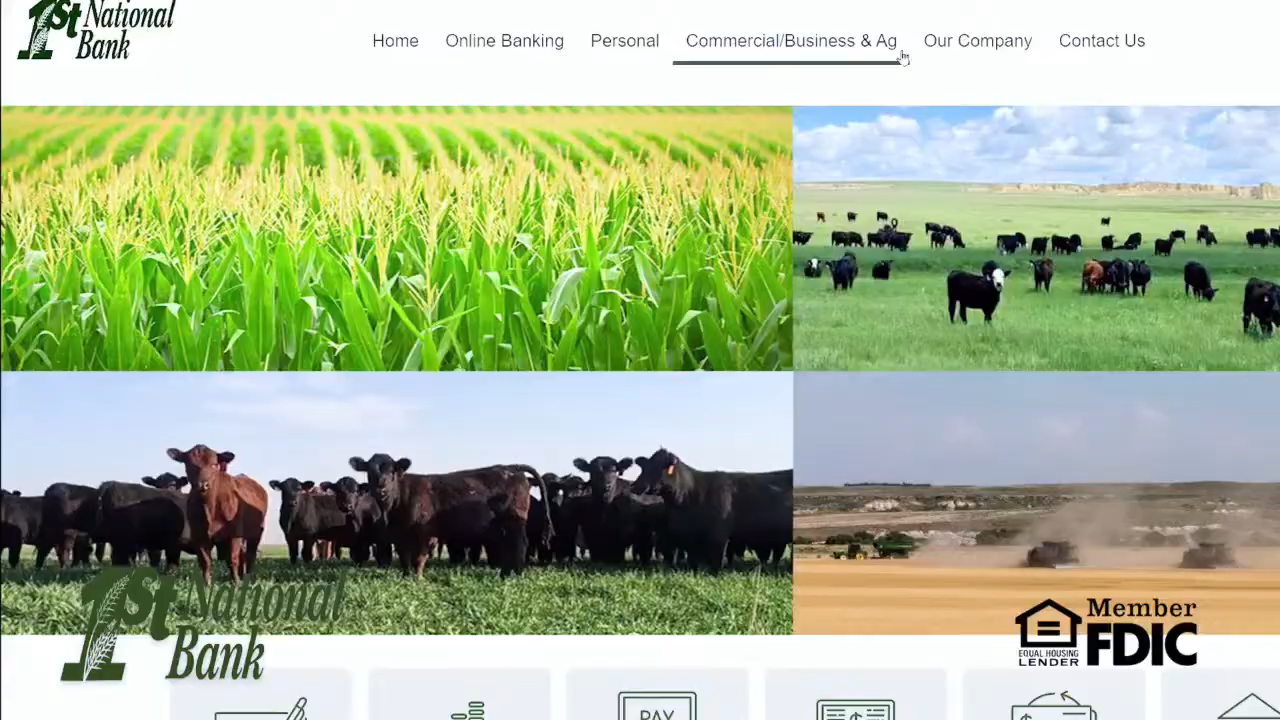 1st National
Bank
Home Online Banking Personal Commercial/Business & Ag Our Company Contact Us
1st National
Bank
EQUAL HOUSING
LENDER
Member
FDIC
PAY